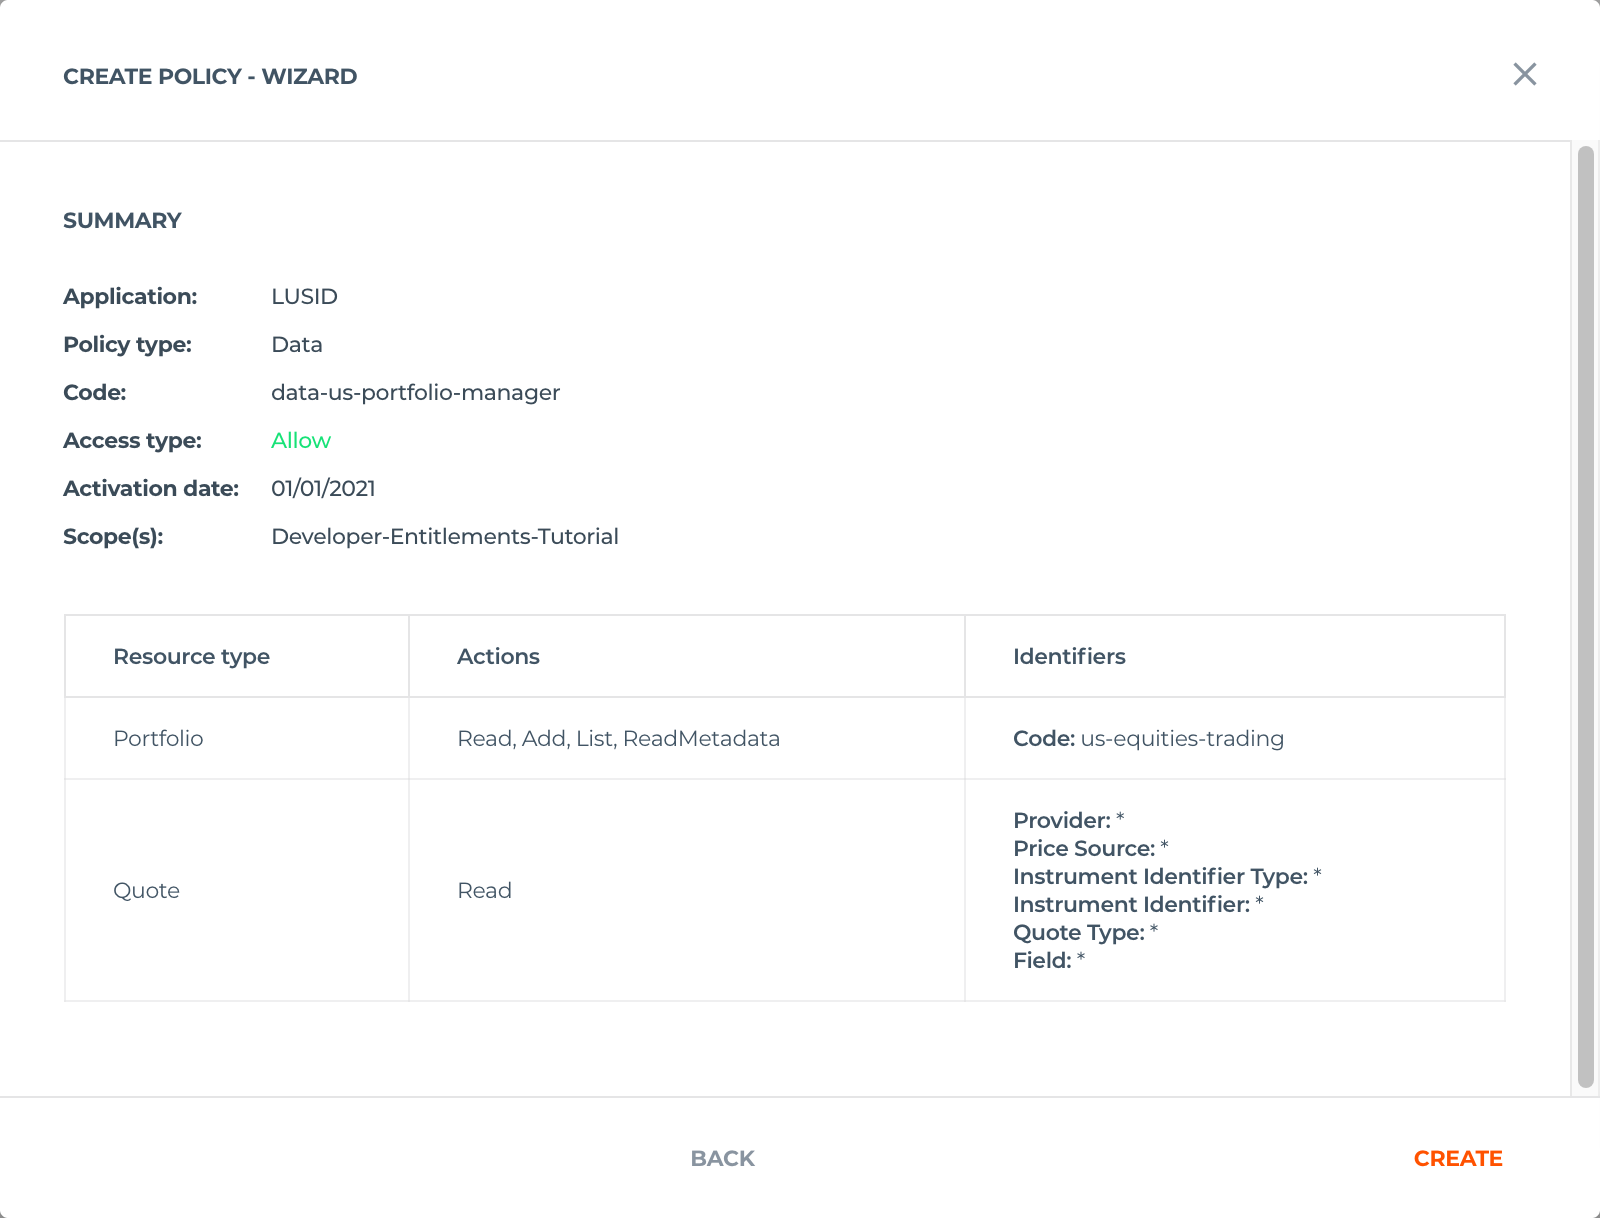 CREATE POLICY - WIZARD
SUMMARY
Application: LUSID
Policy type: Data
Code: data-us-portfolio-manager
Access type: Allow
Activation date: 01/01/2021
Scope(s): Developer-Entitlements-Tutorial
Resource type Actions Identifiers
Portfolio Read, Add, List, ReadMetadata Code: us-equities-trading
Quote Read
Provider: *
Price Source: *
Instrument Identifier Type: *
Instrument Identifier: *
Quote Type: *
Field: *
BACK CREATE